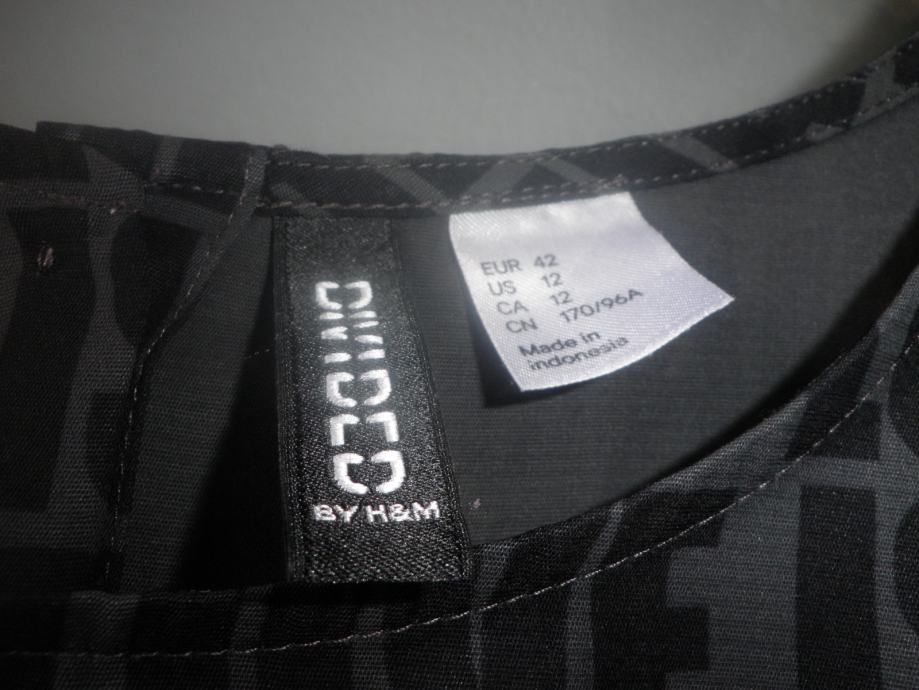 DIVIDED
BY H&M
EUR 42
US 12
CA 12
CN 170/96A
Made in
indonesia